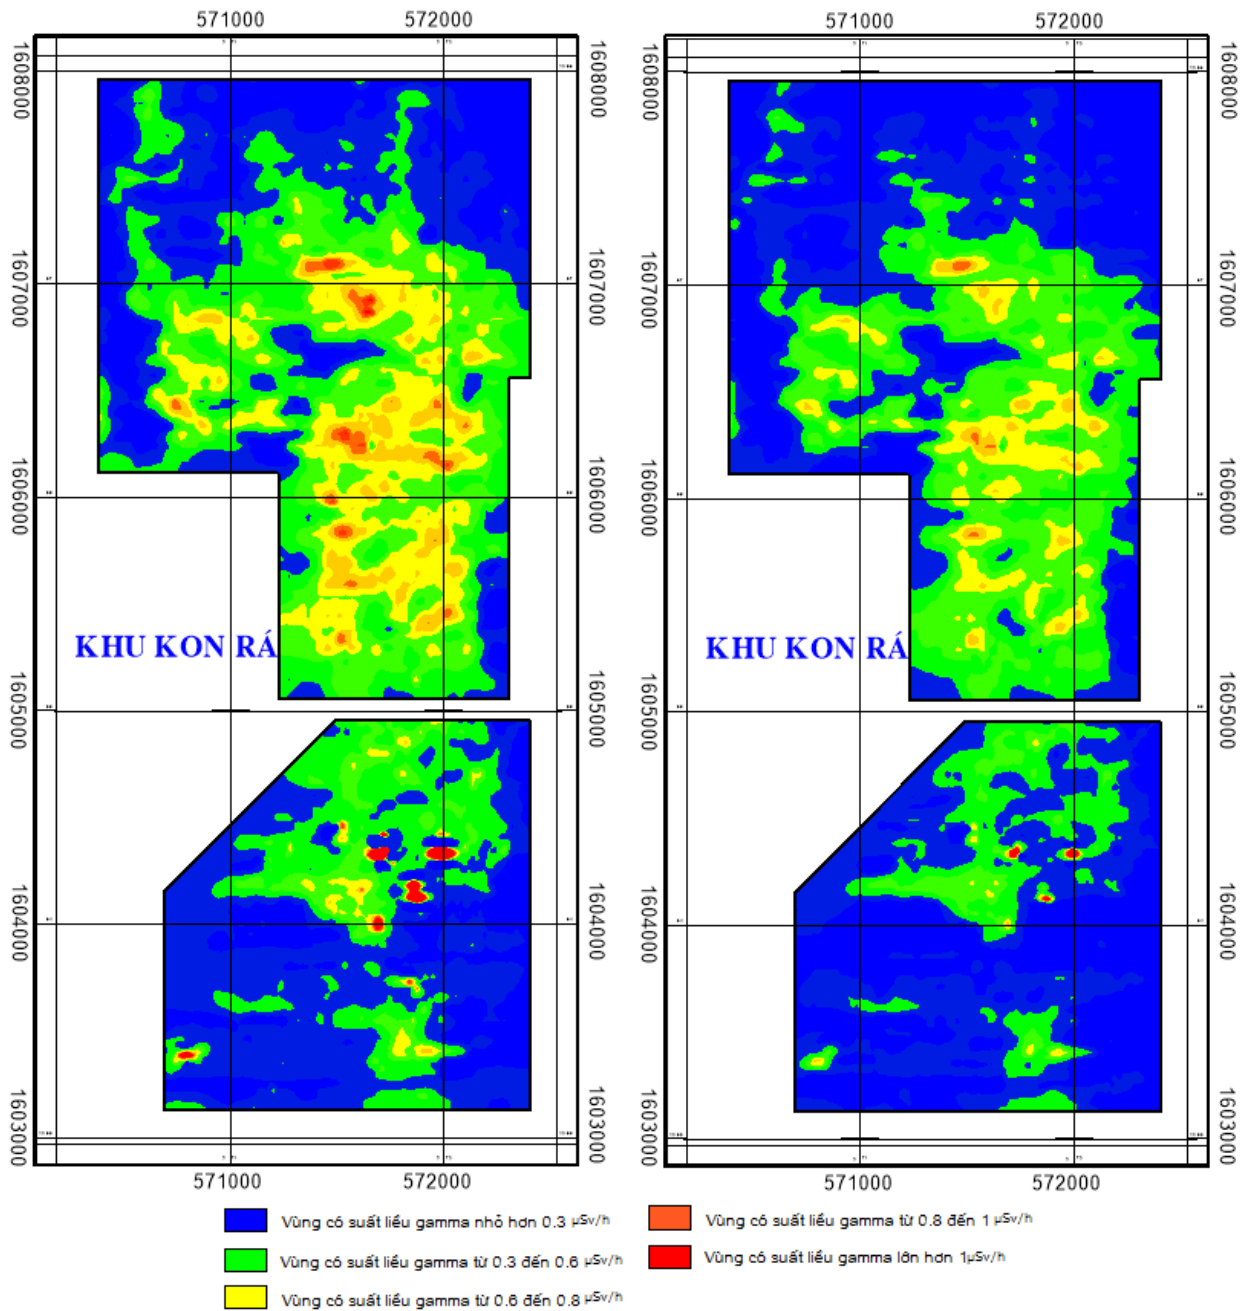 571000 572000 571000 572000
1608000 1608000 1608000 1608000
1607000 1607000 1607000 1607000
1606000 1606000 1606000 1606000
KHU KON RÁ KHU KON RÁ
1605000 1605000 1605000 1605000
1604000 1604000 1604000 1604000
1603000 1603000 1603000 1603000
571000 572000 571000 572000
Vùng có suất liều gamma nhỏ hơn 0.3 µSv/h
Vùng có suất liều gamma từ 0.3 đến 0.6 µSv/h
Vùng có suất liều gamma từ 0.6 đến 0.8 µSv/h
Vùng có suất liều gamma từ 0.8 đến 1 µSv/h
Vùng có suất liều gamma lớn hơn 1µSv/h